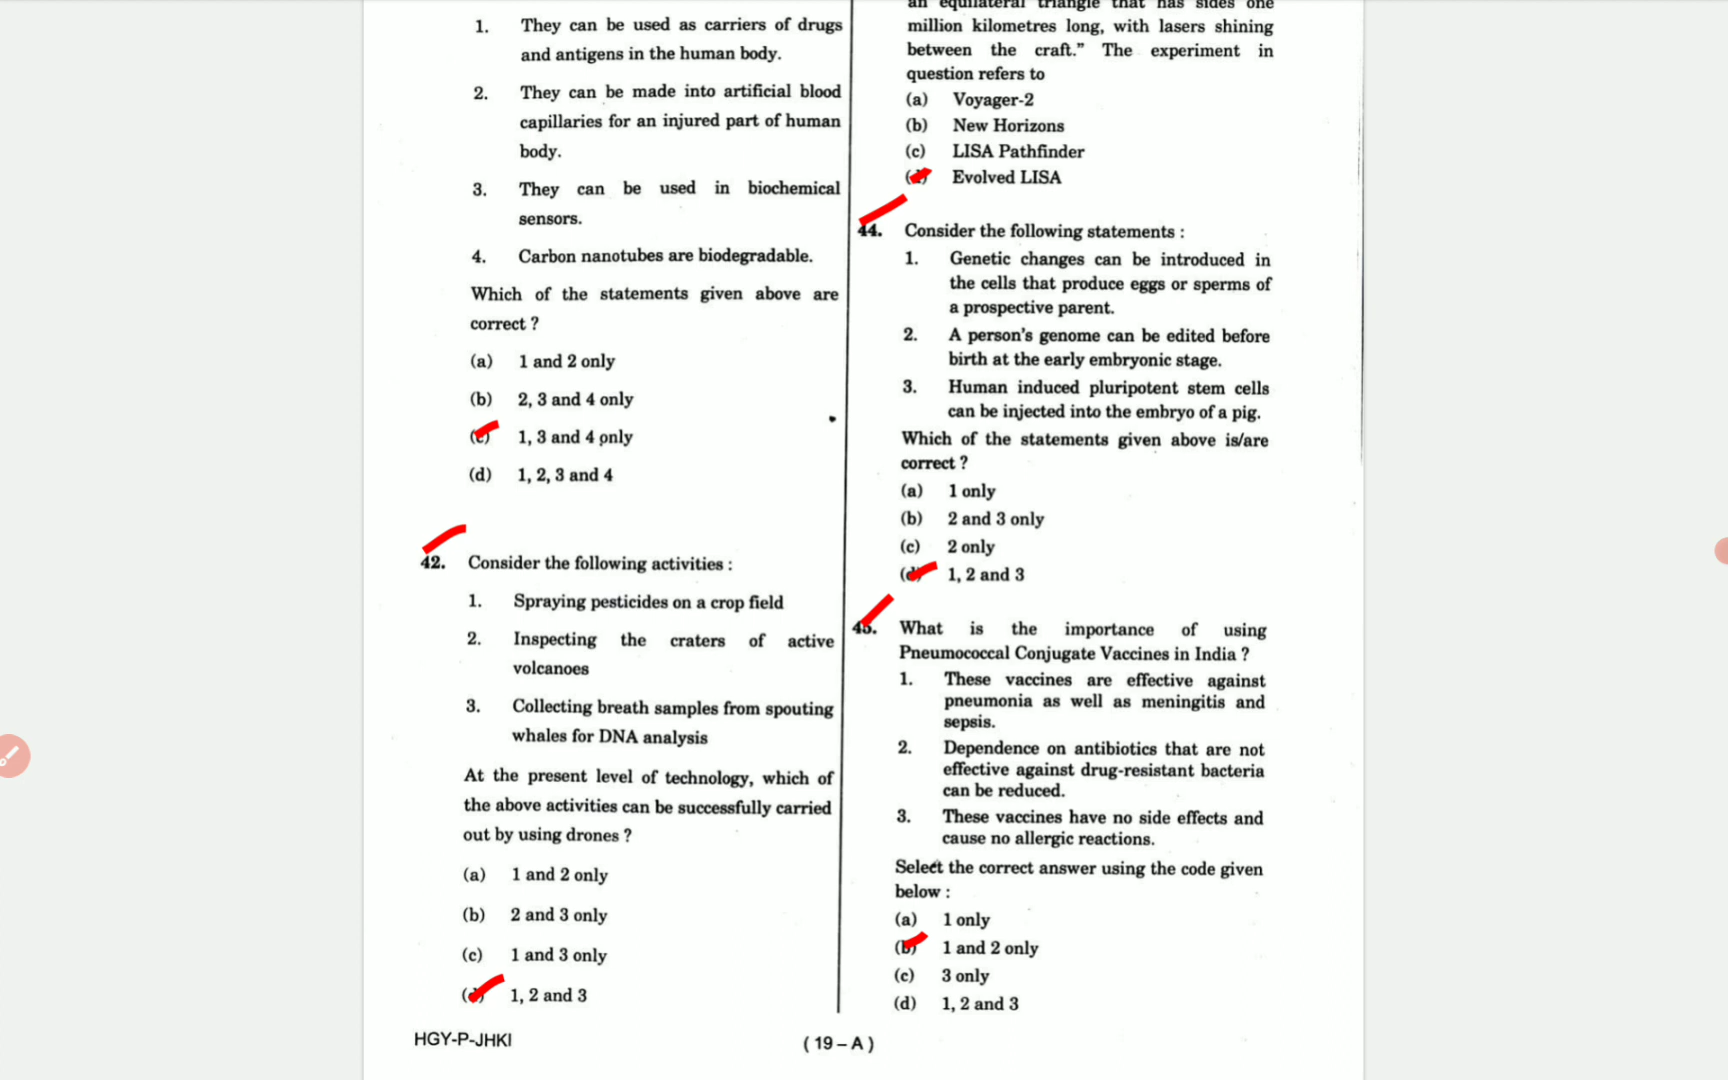 1. They can be used as carriers of drugs
and antigens in the human body.
2. They can be made into artificial blood
capillaries for an injured part of human
body.
3. They can be used in biochemical
sensors.
4. Carbon nanotubes are biodegradable.
Which of the statements given above are
correct ?
(a) 1 and 2 only
(b) 2, 3 and 4 only
(c) 1, 3 and 4 only
(d) 1, 2, 3 and 4
42. Consider the following activities :
1. Spraying pesticides on a crop field
2. Inspecting the craters of active
volcanoes
3. Collecting breath samples from spouting
whales for DNA analysis
At the present level of technology, which of
the above activities can be successfully carried
out by using drones ?
(a) 1 and 2 only
(b) 2 and 3 only
(c) 1 and 3 only
(d) 1, 2 and 3
an equilateral triangle that has sides one
million kilometres long, with lasers shining
between the craft.” The experiment in
question refers to
(a) Voyager-2
(b) New Horizons
(c) LISA Pathfinder
(d) Evolved LISA
44. Consider the following statements :
1. Genetic changes can be introduced in
the cells that produce eggs or sperms of
a prospective parent.
2. A person’s genome can be edited before
birth at the early embryonic stage.
3. Human induced pluripotent stem cells
can be injected into the embryo of a pig.
Which of the statements given above is/are
correct ?
(a) 1 only
(b) 2 and 3 only
(c) 2 only
(d) 1, 2 and 3
45. What is the importance of using
Pneumococcal Conjugate Vaccines in India ?
1. These vaccines are effective against
pneumonia as well as meningitis and
sepsis.
2. Dependence on antibiotics that are not
effective against drug-resistant bacteria
can be reduced.
3. These vaccines have no side effects and
cause no allergic reactions.
Select the correct answer using the code given
below :
(a) 1 only
(b) 1 and 2 only
(c) 3 only
(d) 1, 2 and 3
HGY-P-JHKI
( 19 – A )